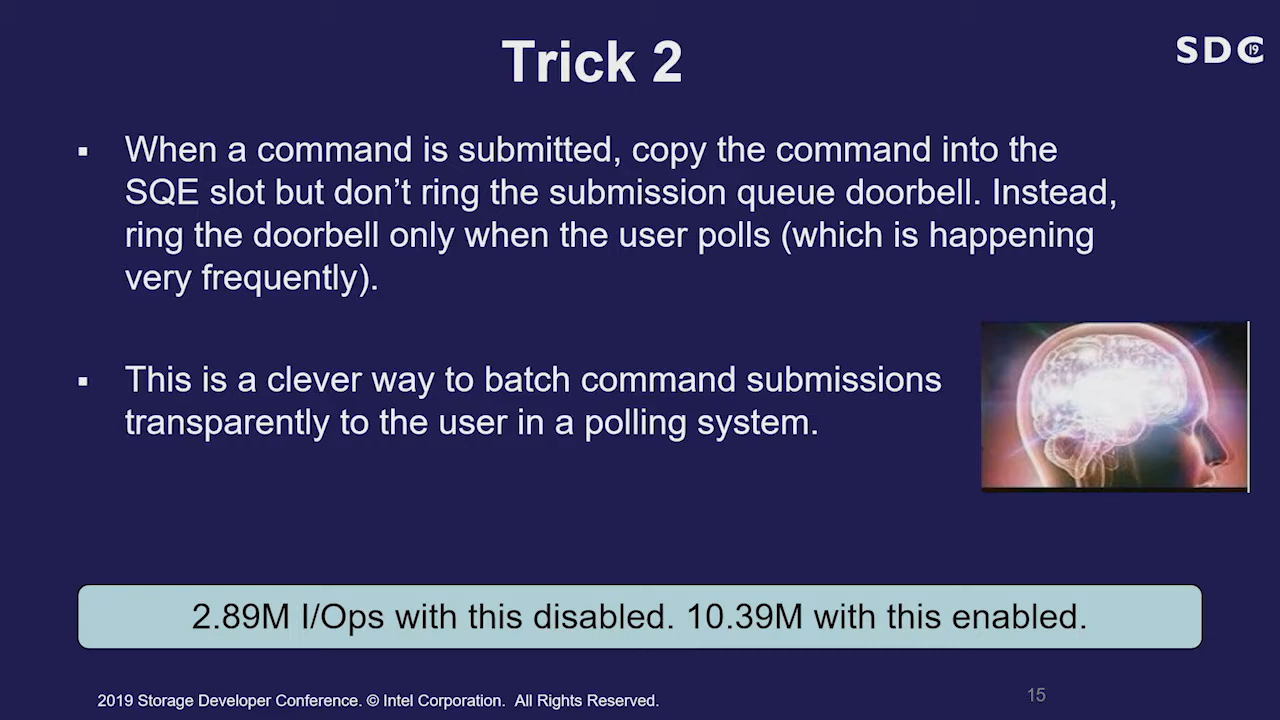 Trick 2
SDC 19
▪ When a command is submitted, copy the command into the
SQE slot but don't ring the submission queue doorbell. Instead,
ring the doorbell only when the user polls (which is happening
very frequently).
▪ This is a clever way to batch command submissions
transparently to the user in a polling system.
2.89M I/Ops with this disabled. 10.39M with this enabled.
2019 Storage Developer Conference. © Intel Corporation. All Rights Reserved.
15